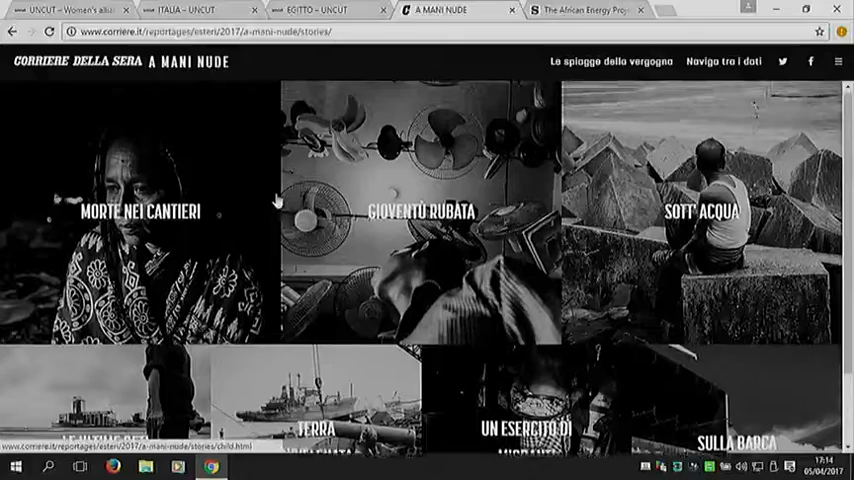 UNCUT – Women's allia
ITALIA – UNCUT
EGITTO – UNCUT
A MANI NUDE
The African Energy Proje
www.corriere.it/reportages/esteri/2017/a-mani-nude/stories/
CORRIERE DELLA SERA A MANI NUDE
Le spiagge della vergogna
Naviga tra i dati
MORTE NEI CANTIERI
GIOVENTÙ RUBATA
SOTT' ACQUA
TERRA
UN ESERCITO DI
SULLA BARCA
www.corriere.it/reportages/esteri/2017/a-mani-nude/stories/child.html
17:14
05/04/2017